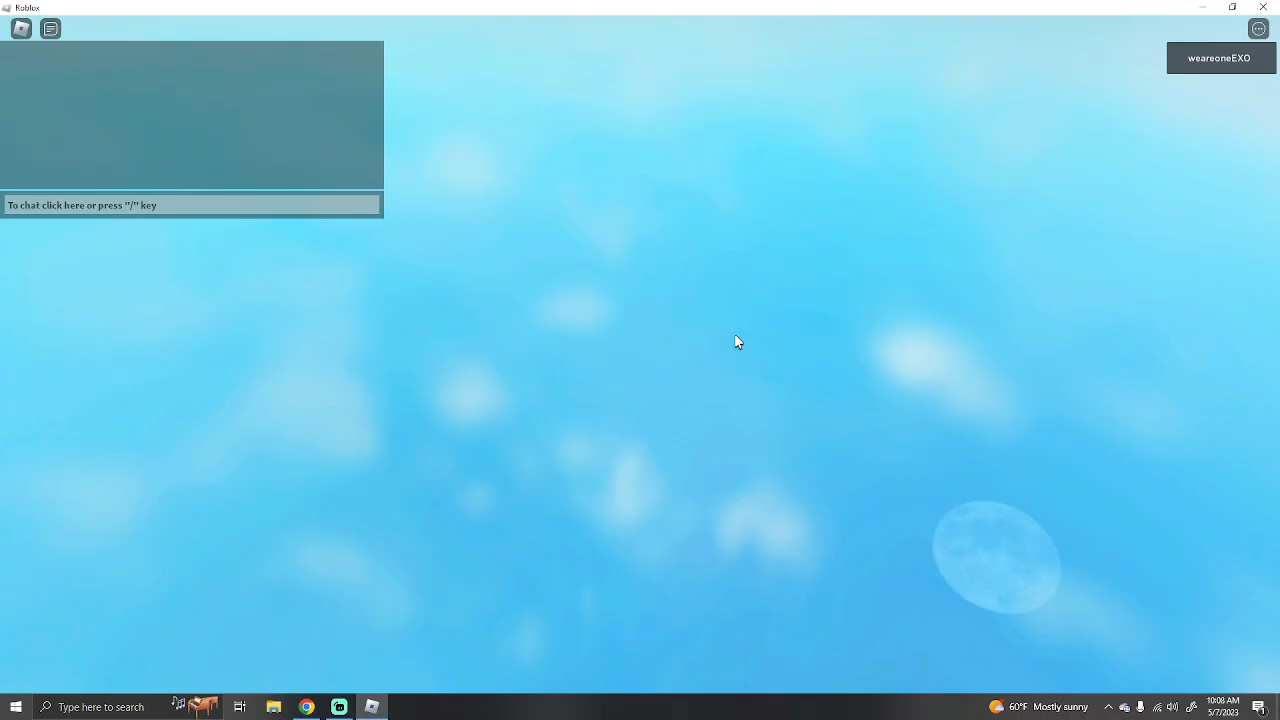 Roblox
weareoneEXO
To chat click here or press "/" key
Type here to search
60°F Mostly sunny
10:08 AM
5/7/2023